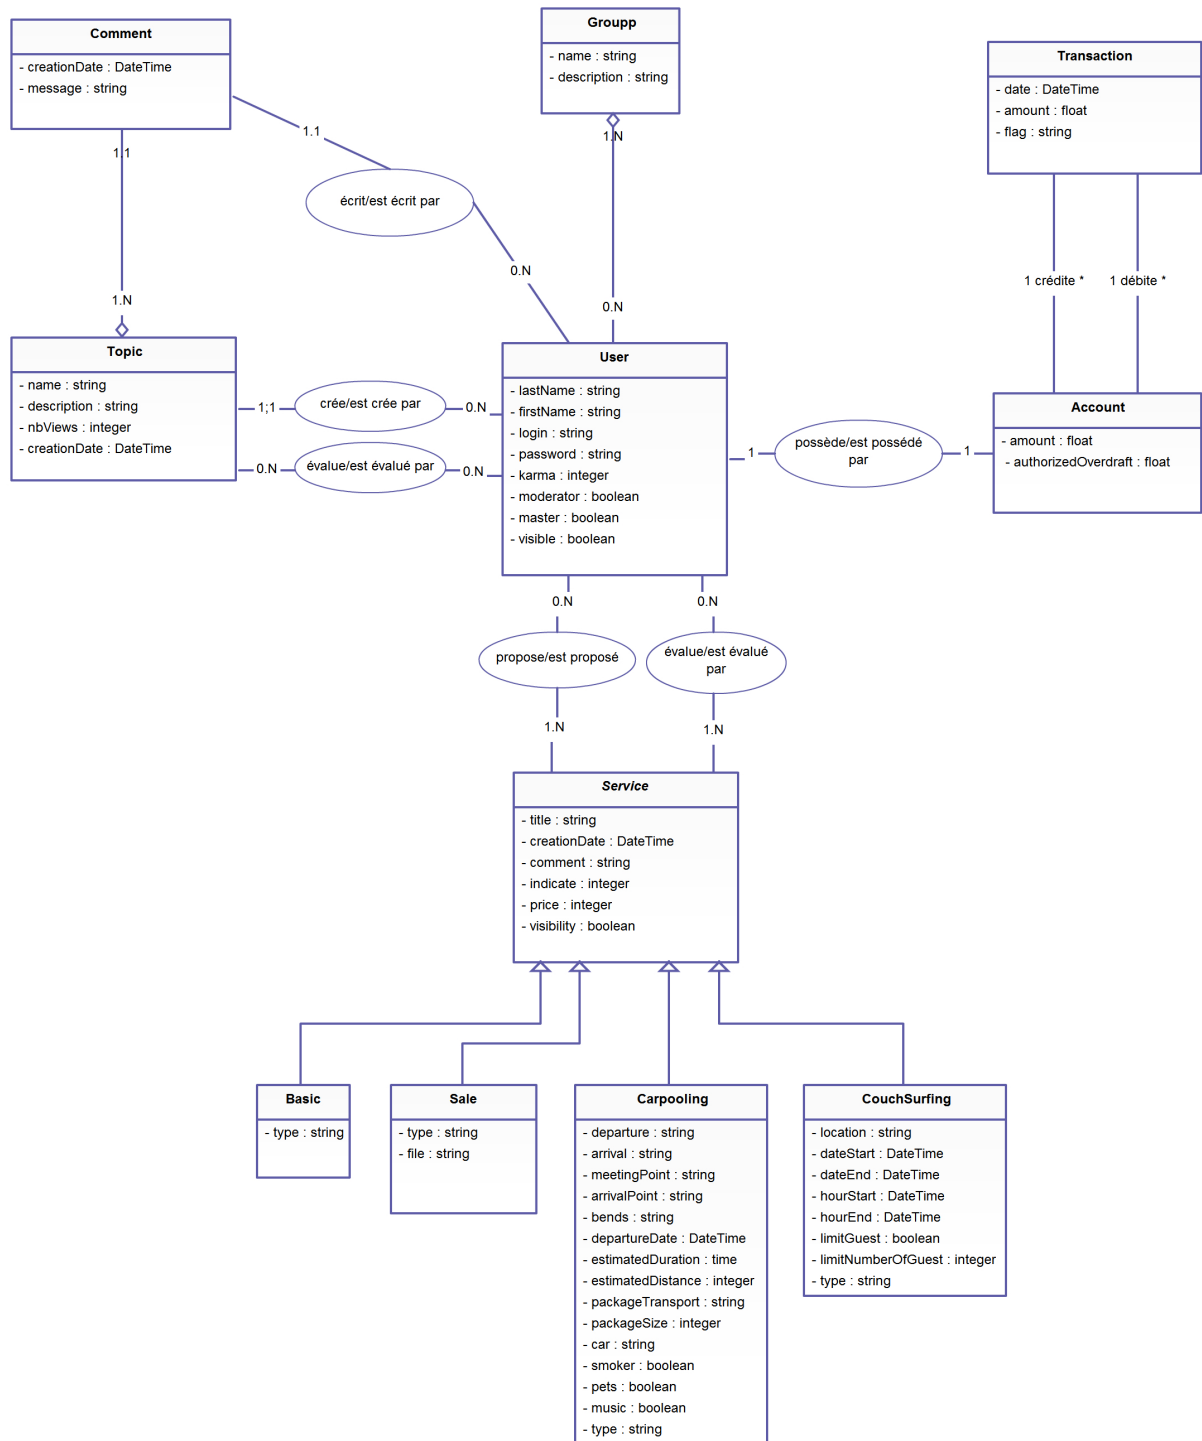 Comment
- creationDate : DateTime
- message : string
Groupp
- name : string
- description : string
Transaction
- date : DateTime
- amount : float
- flag : string
1.1
1.1
1.N
écrit/est écrit par
0.N
1.N
0.N
1 crédite *
1 débite *
Topic
- name : string
- description : string
- nbViews : integer
- creationDate : DateTime
1;1
crée/est crée par
0.N
0.N
évalue/est évalué par
0.N
User
- lastName : string
- firstName : string
- login : string
- password : string
- karma : integer
- moderator : boolean
- master : boolean
- visible : boolean
1
possède/est possédé
par
1
Account
- amount : float
- authorizedOverdraft : float
0.N
0.N
propose/est proposé
évalue/est évalué
par
1.N
1.N
Service
- title : string
- creationDate : DateTime
- comment : string
- indicate : integer
- price : integer
- visibility : boolean
Basic
- type : string
Sale
- type : string
- file : string
Carpooling
- departure : string
- arrival : string
- meetingPoint : string
- arrivalPoint : string
- bends : string
- departureDate : DateTime
- estimatedDuration : time
- estimatedDistance : integer
- packageTransport : string
- packageSize : integer
- car : string
- smoker : boolean
- pets : boolean
- music : boolean
- type : string
CouchSurfing
- location : string
- dateStart : DateTime
- dateEnd : DateTime
- hourStart : DateTime
- hourEnd : DateTime
- limitGuest : boolean
- limitNumberOfGuest : integer
- type : string